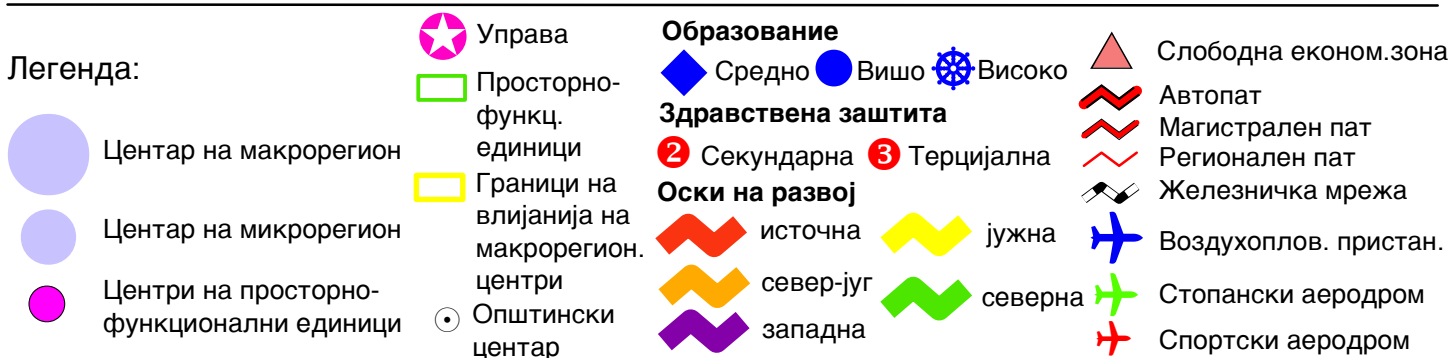 Легенда:
Центар на макрорегион
Центар на микрорегион
Центри на просторно-
функционални единици
Управа
Просторно-
функц.
единици
Граници на
влијанија на
макрорегион.
центри
Општински
центар
Образование
Средно Вишо Високо
Здравствена заштита
2 Секундарна 3 Терцијална
Оски на развој
источна јужна
север-југ северна
западна
Слободна економ.зона
Автопат
Магистрален пат
Регионален пат
Железничка мрежа
Воздухоплов. пристан.
Стопански аеродром
Спортски аеродром